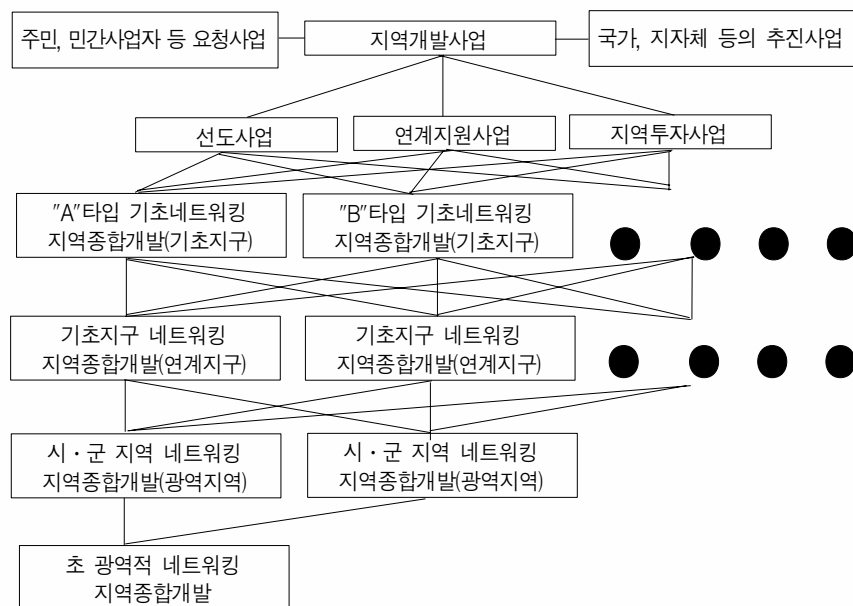 주민, 민간사업자 등 요청사업
지역개발사업
국가, 지자체 등의 추진사업
선도사업
연계지원사업
지역투자사업
"A"타입 기초네트워킹
지역종합개발(기초지구)
"B"타입 기초네트워킹
지역종합개발(기초지구)
기초지구 네트워킹
지역종합개발(연계지구)
기초지구 네트워킹
지역종합개발(연계지구)
시·군 지역 네트워킹
지역종합개발(광역지역)
시·군 지역 네트워킹
지역종합개발(광역지역)
초 광역적 네트워킹
지역종합개발